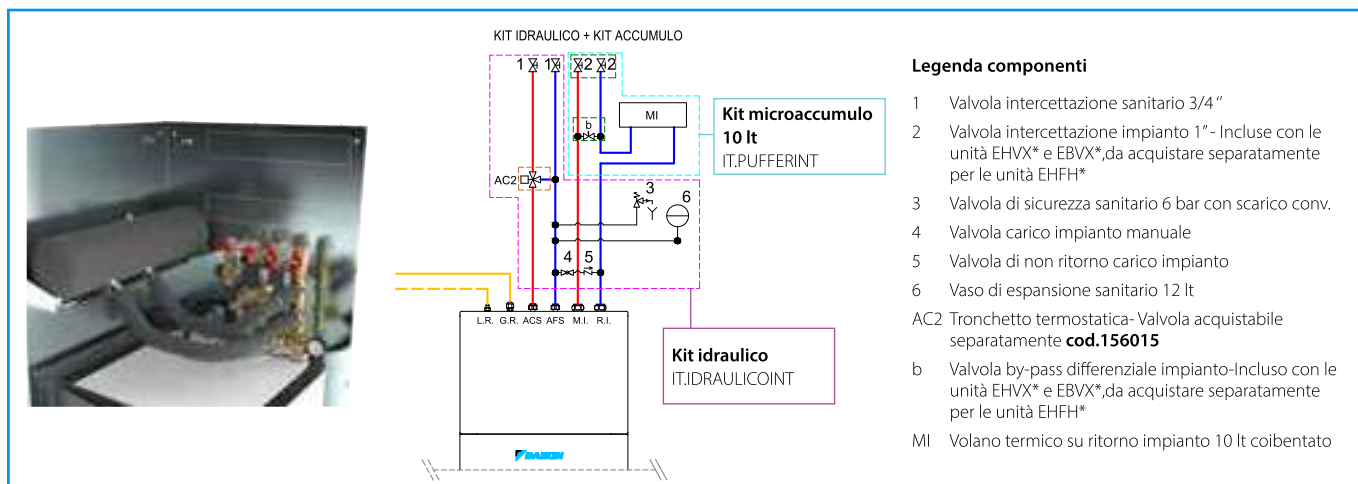 KIT IDRAULICO + KIT ACCUMULO
1
1
2
2
b
MI
AC2
3
6
4
5
L.R.
G.R.
ACS
AFS
M.I.
R.I.
DAIKIN
Kit microaccumulo
10 lt
IT.PUFFERINT
Kit idraulico
IT.IDRAULICOINT
Legenda componenti
1 Valvola intercettazione sanitario 3/4"
2 Valvola intercettazione impianto 1"- Incluse con le
unità EHVX* e EBVX*,da acquistare separatamente
per le unità EHFH*
3 Valvola di sicurezza sanitario 6 bar con scarico conv.
4 Valvola carico impianto manuale
5 Valvola di non ritorno carico impianto
6 Vaso di espansione sanitario 12 lt
AC2 Tronchetto termostatica- Valvola acquistabile
separatamente cod.156015
b Valvola by-pass differenziale impianto-Incluso con le
unità EHVX* e EBVX*,da acquistare separatamente
per le unità EHFH*
MI Volano termico su ritorno impianto 10 lt coibentato